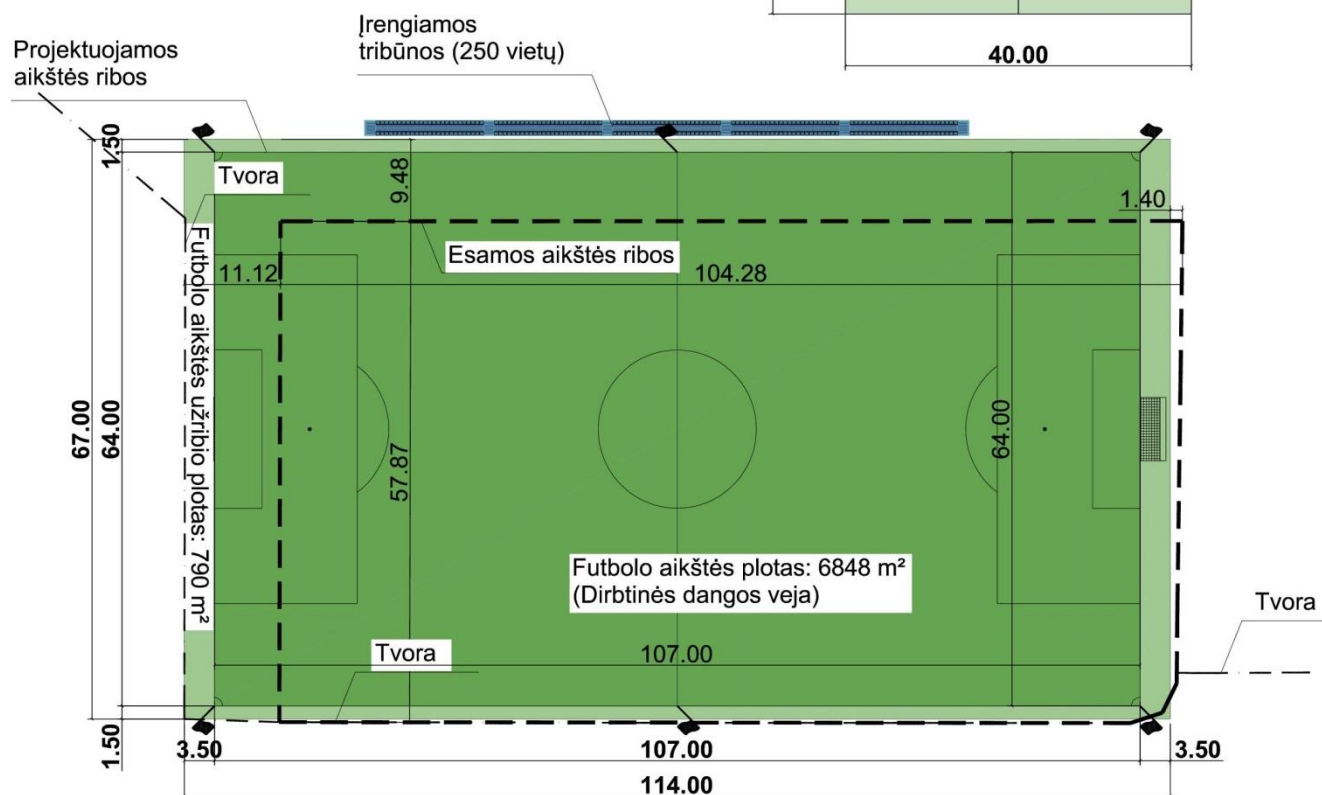 Įrengiamos
tribūnos (250 vietų)
Projektuojamos
aikštės ribos
40.00
1.50
Tvora
9.48
1.40
Esamos aikštės ribos
11.12
104.28
Futbolo aikštės užribio plotas: 790 m²
67.00
64.00
57.87
64.00
Futbolo aikštės plotas: 6848 m²
(Dirbtinės dangos veja)
Tvora
Tvora
107.00
1.50
3.50
107.00
3.50
114.00